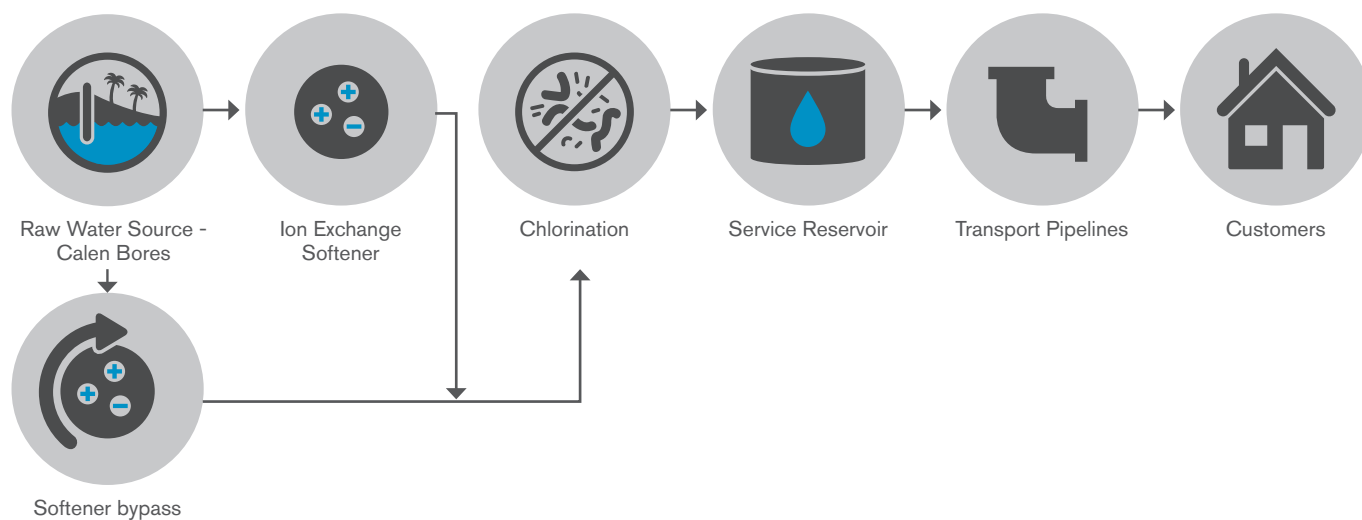 Raw Water Source -
Calen Bores
Ion Exchange
Softener
Chlorination
Service Reservoir
Transport Pipelines
Customers
Softener bypass